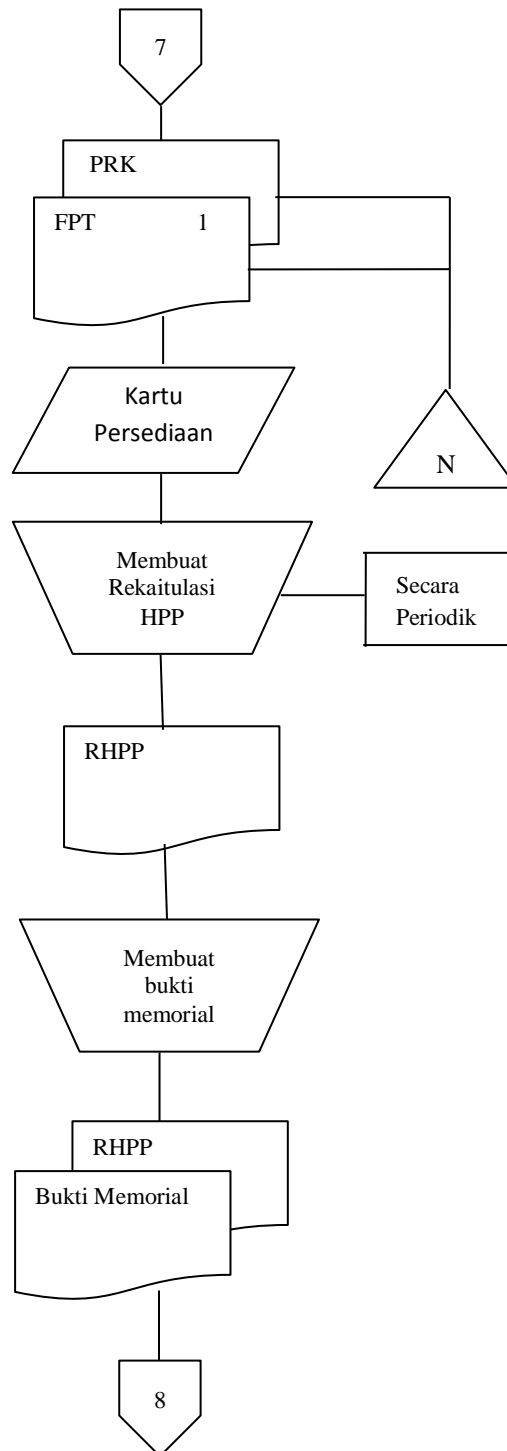 7
PRK
FPT 1
Kartu
Persediaan
N
Membuat
Rekaitulasi
HPP
Secara
Periodik
RHPP
Membuat
bukti
memorial
RHPP
Bukti Memorial
8